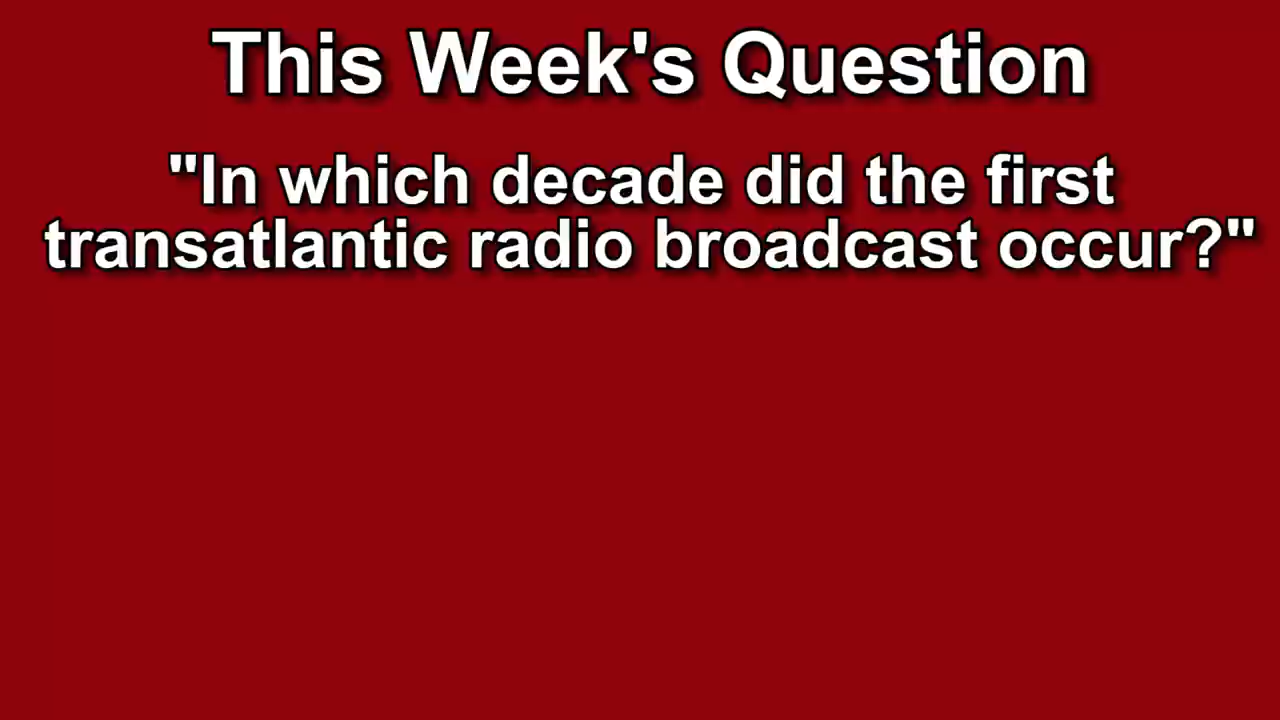 This Week's Question
"In which decade did the first
transatlantic radio broadcast occur?"